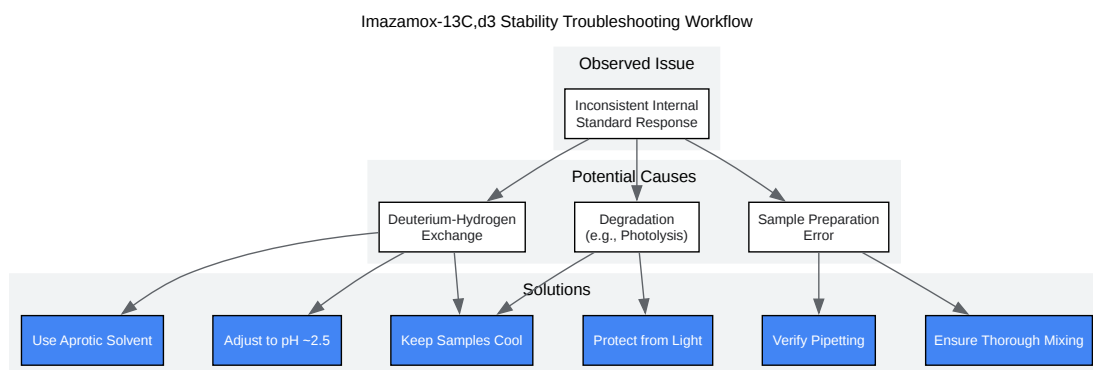 Imazamox-13C,d3 Stability Troubleshooting Workflow
Observed Issue
Inconsistent Internal
Standard Response
Potential Causes
Deuterium-Hydrogen
Exchange
Degradation
(e.g., Photolysis)
Sample Preparation
Error
Solutions
Use Aprotic Solvent
Adjust to pH ~2.5
Keep Samples Cool
Protect from Light
Verify Pipetting
Ensure Thorough Mixing